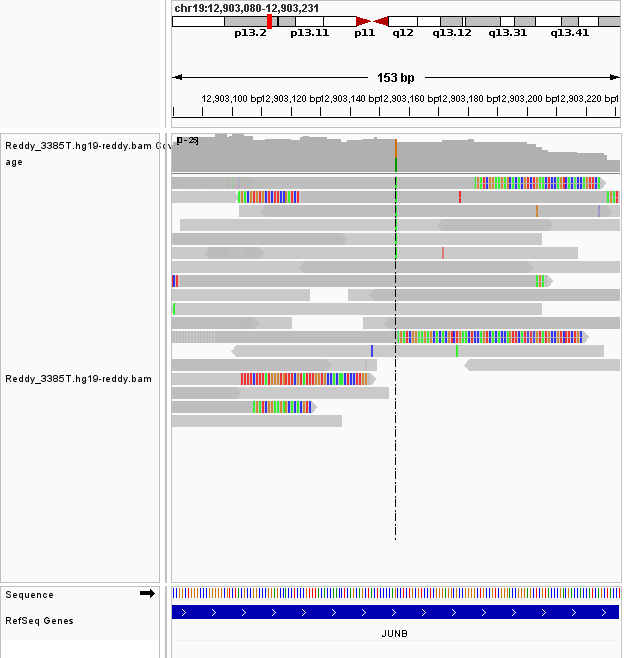 chr19:12,903,080-12,903,231
p13.2 p13.11 p11 q12 q13.12 q13.31 q13.41
153 bp
12,903,100 bp 12,903,120 bp 12,903,140 bp 12,903,160 bp 12,903,180 bp 12,903,200 bp 12,903,220 bp
Reddy_3385T.hg19-reddy.bam Cov
age
Reddy_3385T.hg19-reddy.bam
Sequence
RefSeq Genes
JUNB